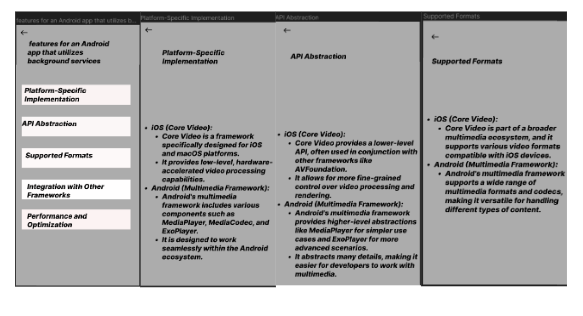 features for an Android app that utilizes b...
←
features for an Android
app that utilizes
background services
Platform-Specific
Implementation
API Abstraction
Supported Formats
Integration with Other
Frameworks
Performance and
Optimization
Platform-Specific Implementation
←
Platform-Specific
Implementation
• iOS (Core Video):
• Core Video is a framework
specifically designed for iOS
and macOS platforms.
• It provides low-level, hardware-
accelerated video processing
capabilities.
• Android (Multimedia Framework):
• Android's multimedia
framework includes various
components such as
MediaPlayer, MediaCodec, and
ExoPlayer.
• It is designed to work
seamlessly within the Android
ecosystem.
API Abstraction
←
API Abstraction
• iOS (Core Video):
• Core Video provides a lower-level
API, often used in conjunction with
other frameworks like
AVFoundation.
• It allows for more fine-grained
control over video processing and
rendering.
• Android (Multimedia Framework):
• Android's multimedia framework
provides higher-level abstractions
like MediaPlayer for simpler use
cases and ExoPlayer for more
advanced scenarios.
• It abstracts many details, making it
easier for developers to work with
multimedia.
Supported Formats
←
Supported Formats
• iOS (Core Video):
• Core Video is part of a broader
multimedia ecosystem, and it
supports various video formats
compatible with iOS devices.
• Android (Multimedia Framework):
• Android's multimedia framework
supports a wide range of
multimedia formats and codecs,
making it versatile for handling
different types of content.